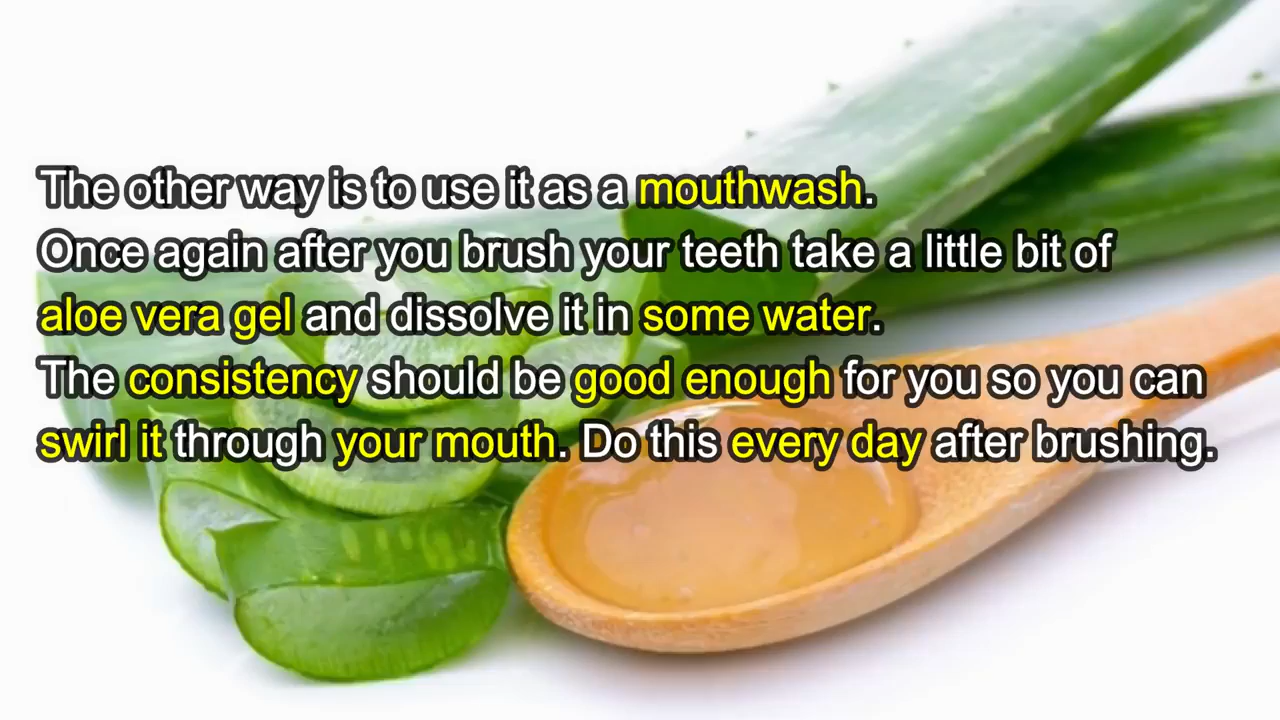 The other way is to use it as a mouthwash.
Once again after you brush your teeth take a little bit of
aloe vera gel and dissolve it in some water.
The consistency should be good enough for you so you can
swirl it through your mouth. Do this every day after brushing.